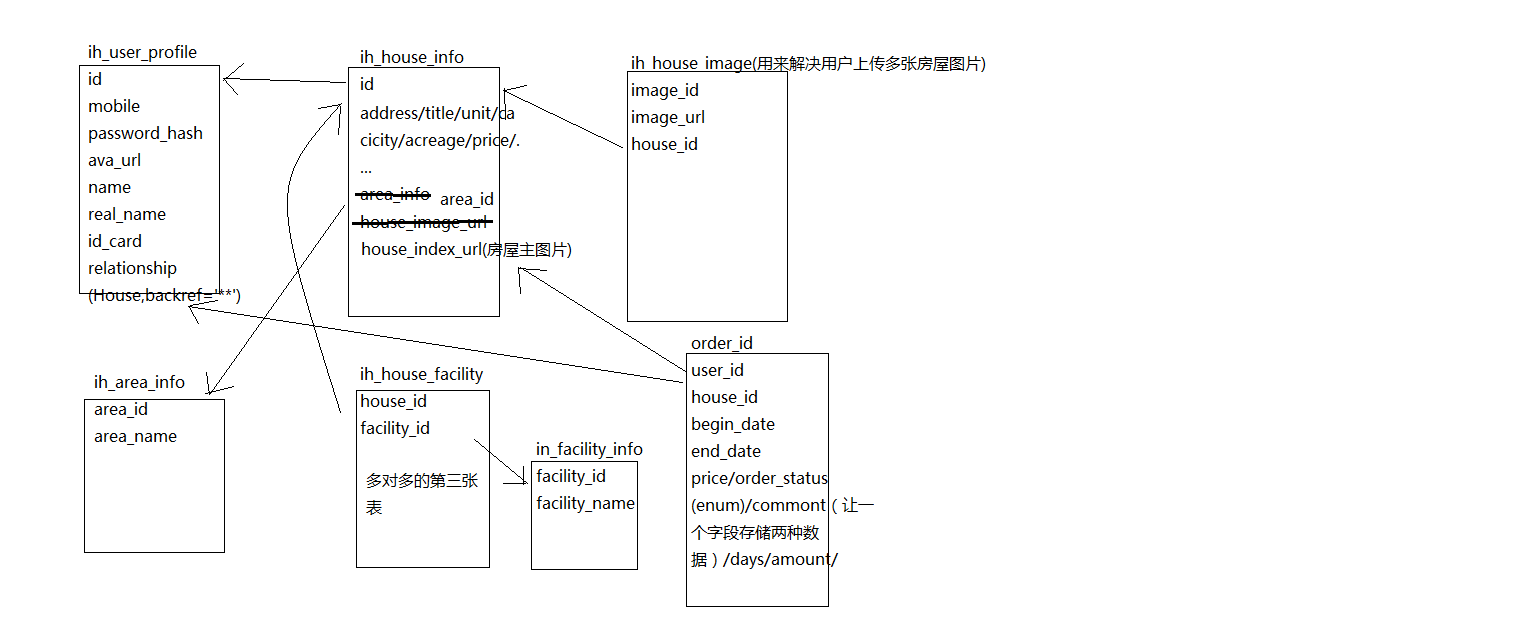 ih_user_profile
id
mobile
password_hash
ava_url
name
real_name
id_card
relationship
(House,backref='**')
ih_house_info
id
address/title/unit/ca
cicity/acreage/price/.
...
area_info area_id
house_image_url
house_index_url(房屋主图片)
ih_house_image(用来解决用户上传多张房屋图片)
image_id
image_url
house_id
ih_area_info
area_id
area_name
ih_house_facility
house_id
facility_id
多对多的第三张
表
in_facility_info
facility_id
facility_name
order_id
user_id
house_id
begin_date
end_date
price/order_status
(enum)/commont（让一
个字段存储两种数
据）/days/amount/